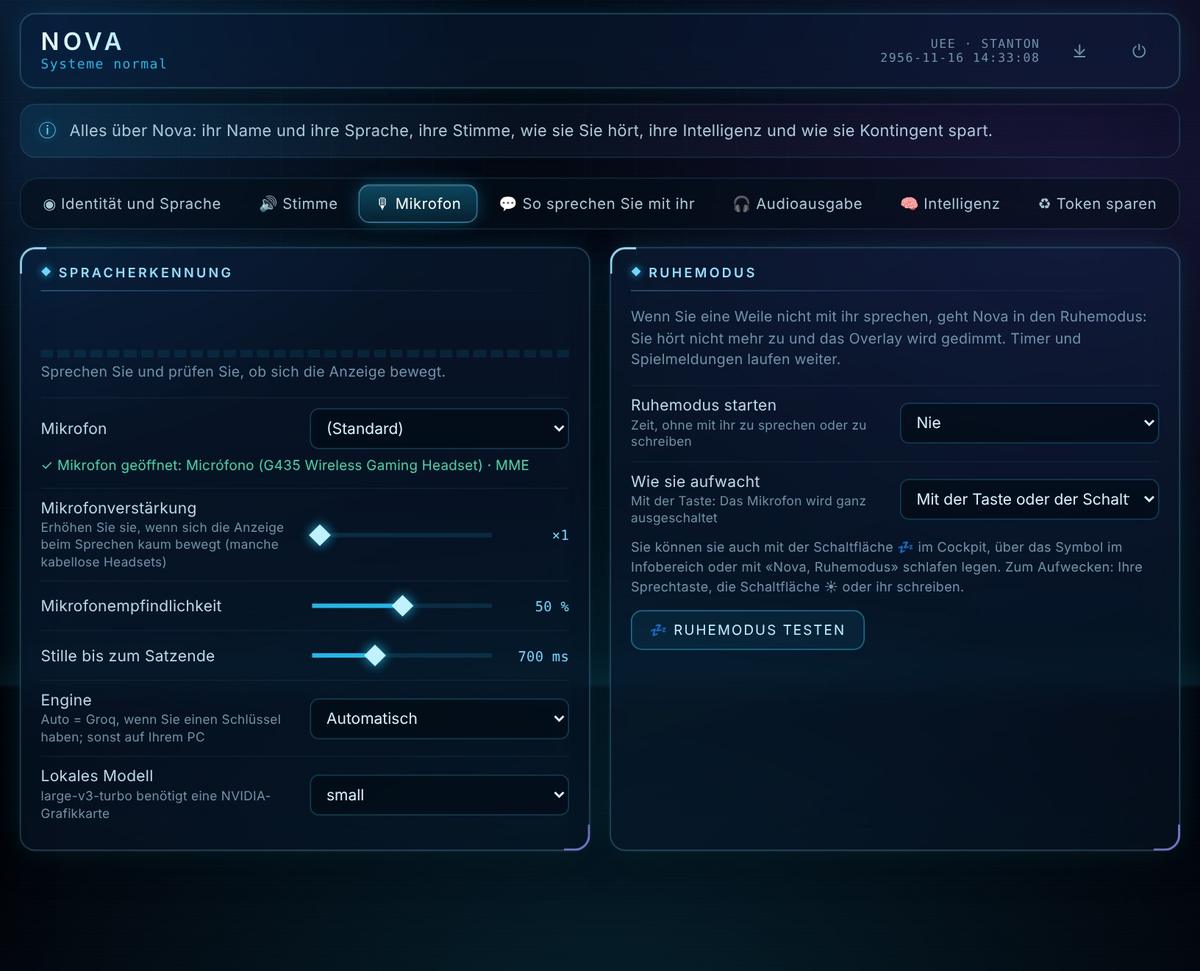 NOVA
Systeme normal
UEE · STANTON
2956-11-16 14:33:08
Alles über Nova: ihr Name und ihre Sprache, ihre Stimme, wie sie Sie hört, ihre Intelligenz und wie sie Kontingent spart.
Identität und Sprache
Stimme
Mikrofon
So sprechen Sie mit ihr
Audioausgabe
Intelligenz
Token sparen
SPRACHERKENNUNG
Sprechen Sie und prüfen Sie, ob sich die Anzeige bewegt.
Mikrofon
(Standard)
✓ Mikrofon geöffnet: Micrófono (G435 Wireless Gaming Headset) · MME
Mikrofonverstärkung
Erhöhen Sie sie, wenn sich die Anzeige
beim Sprechen kaum bewegt (manche
kabellose Headsets)
×1
Mikrofonempfindlichkeit
50 %
Stille bis zum Satzende
700 ms
Engine
Auto = Groq, wenn Sie einen Schlüssel
haben; sonst auf Ihrem PC
Automatisch
Lokales Modell
large-v3-turbo benötigt eine NVIDIA-
Grafikkarte
small
RUHEMODUS
Wenn Sie eine Weile nicht mit ihr sprechen, geht Nova in den Ruhemodus:
Sie hört nicht mehr zu und das Overlay wird gedimmt. Timer und
Spielmeldungen laufen weiter.
Ruhemodus starten
Zeit, ohne mit ihr zu sprechen oder zu
schreiben
Nie
Wie sie aufwacht
Mit der Taste: Das Mikrofon wird ganz
ausgeschaltet
Mit der Taste oder der Schalt
Sie können sie auch mit der Schaltfläche 💤 im Cockpit, über das Symbol im
Infobereich oder mit «Nova, Ruhemodus» schlafen legen. Zum Aufwecken: Ihre
Sprechtaste, die Schaltfläche ☀ oder ihr schreiben.
💤 RUHEMODUS TESTEN